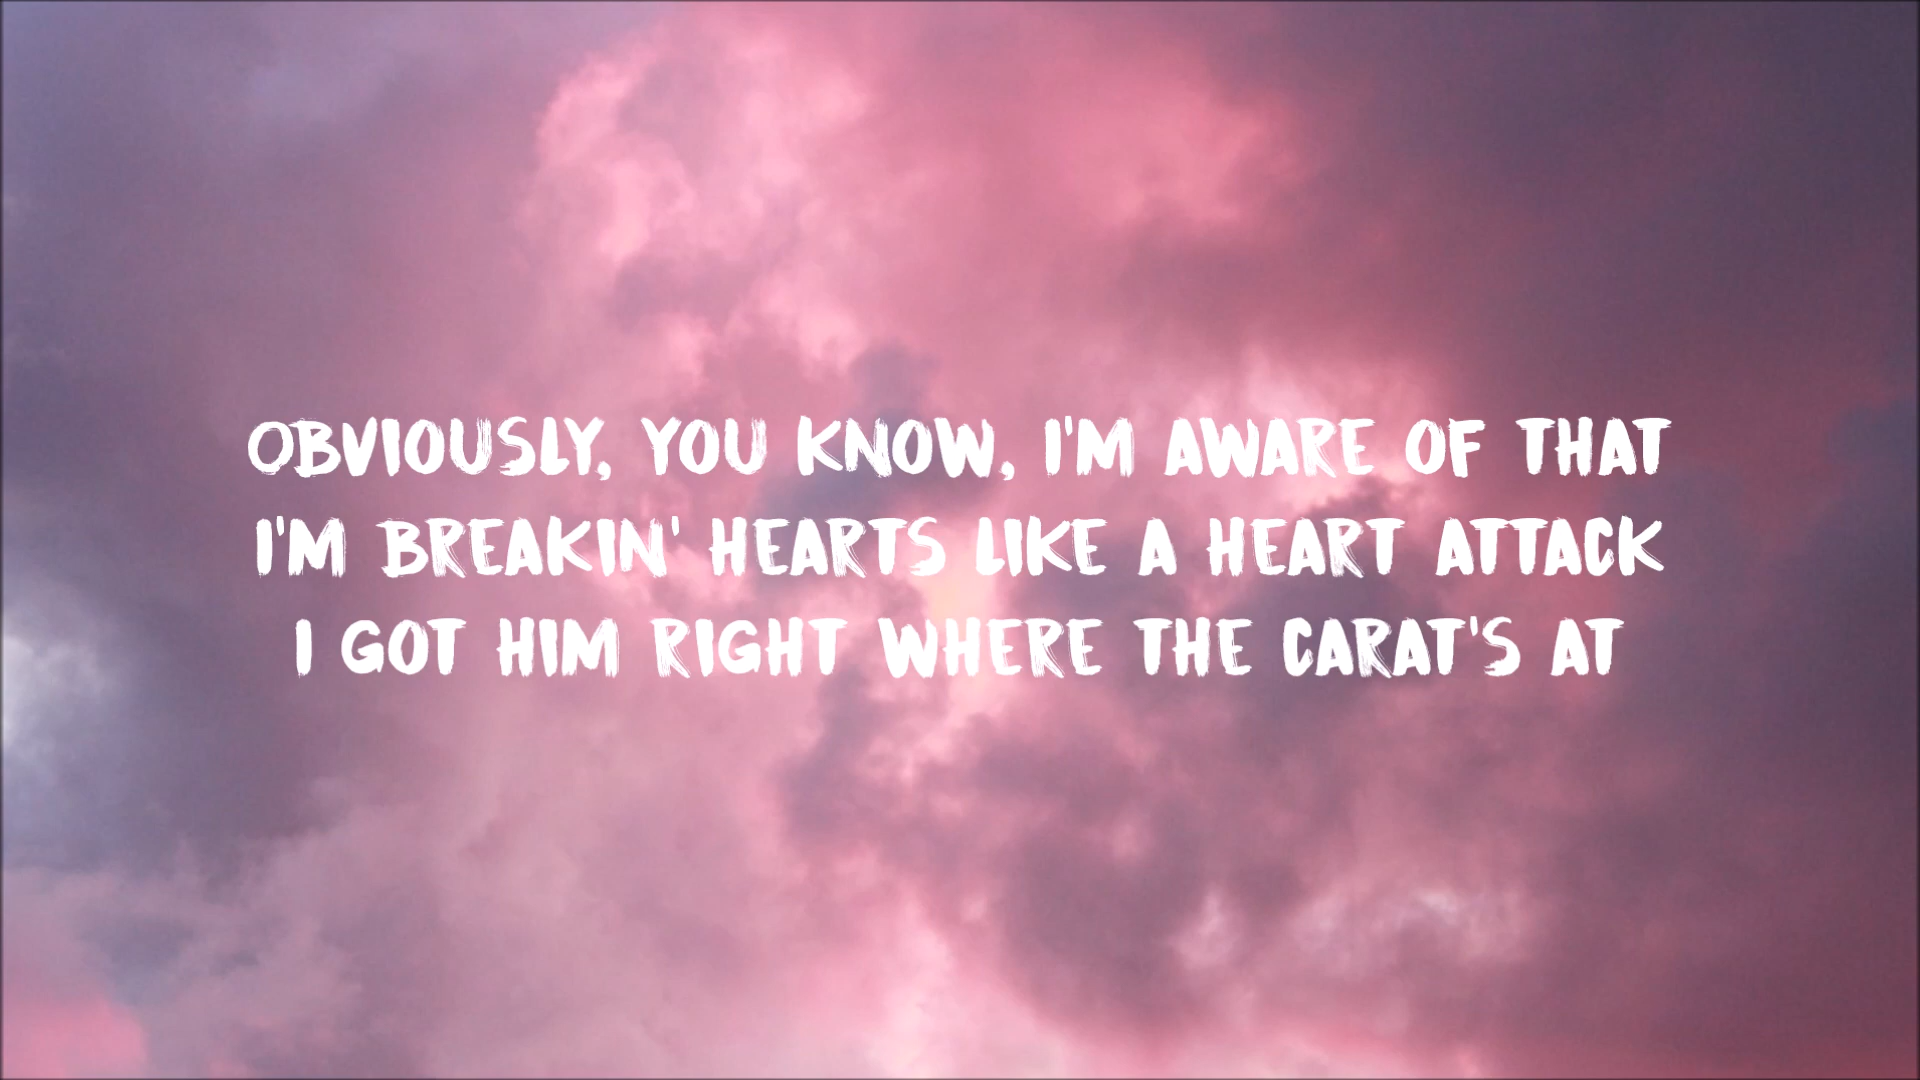 OBVIOUSLY, YOU KNOW, I'M AWARE OF THAT
I'M BREAKIN' HEARTS LIKE A HEART ATTACK
I GOT HIM RIGHT WHERE THE CARAT'S AT